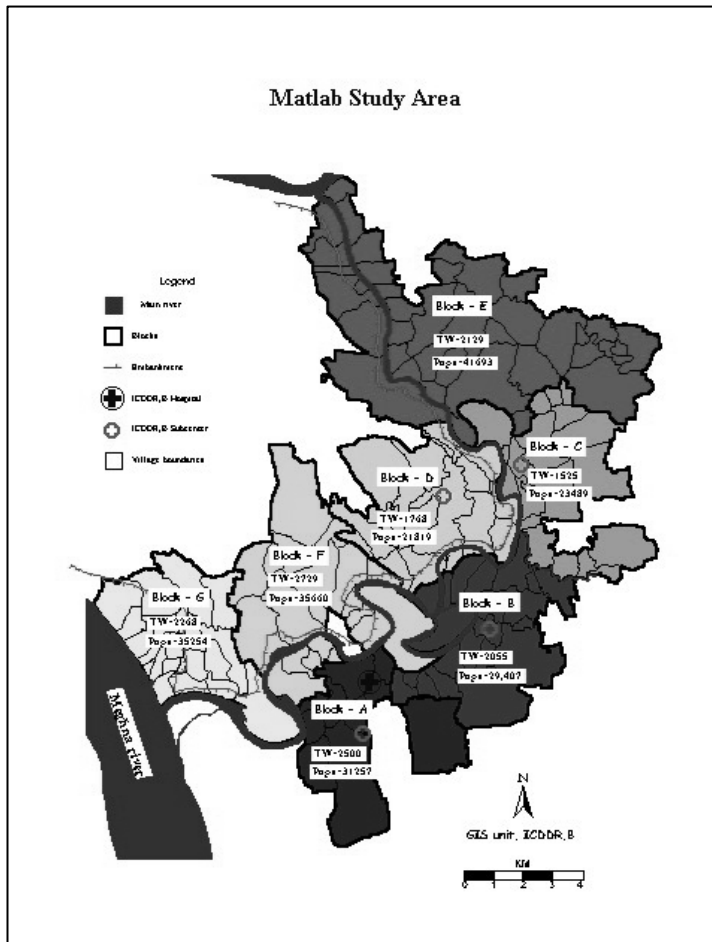 Matlab Study Area
Legend
Main river
Blocks
Embankment
ICDDR,B Hospital
ICDDR,B Subcenter
Village boundary
Block - E
TW-2129
Popn-41693
Block - C
TW-1525
Popn-23489
Block - D
TW-1768
Popn-21819
Block - F
TW-2729
Popn-35660
Block - G
TW-2268
Popn-35254
Block - B
TW-2055
Popn-29,407
Block - A
TW-2500
Popn-31257
Meghna river
N
GIS unit, ICDDR,B
KM
0 1 2 3 4